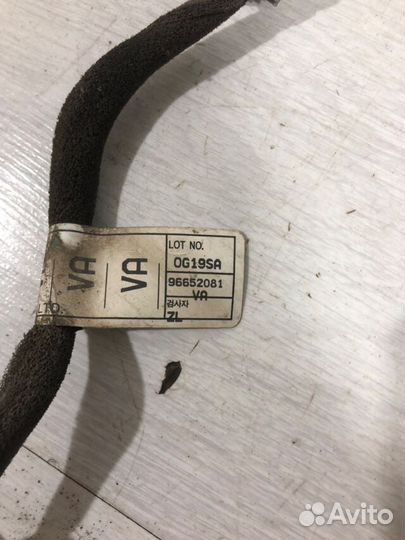 LOT NO.
0G19SA
96652081
VA
검사자
ZL
VA
VA
TO.
Avito